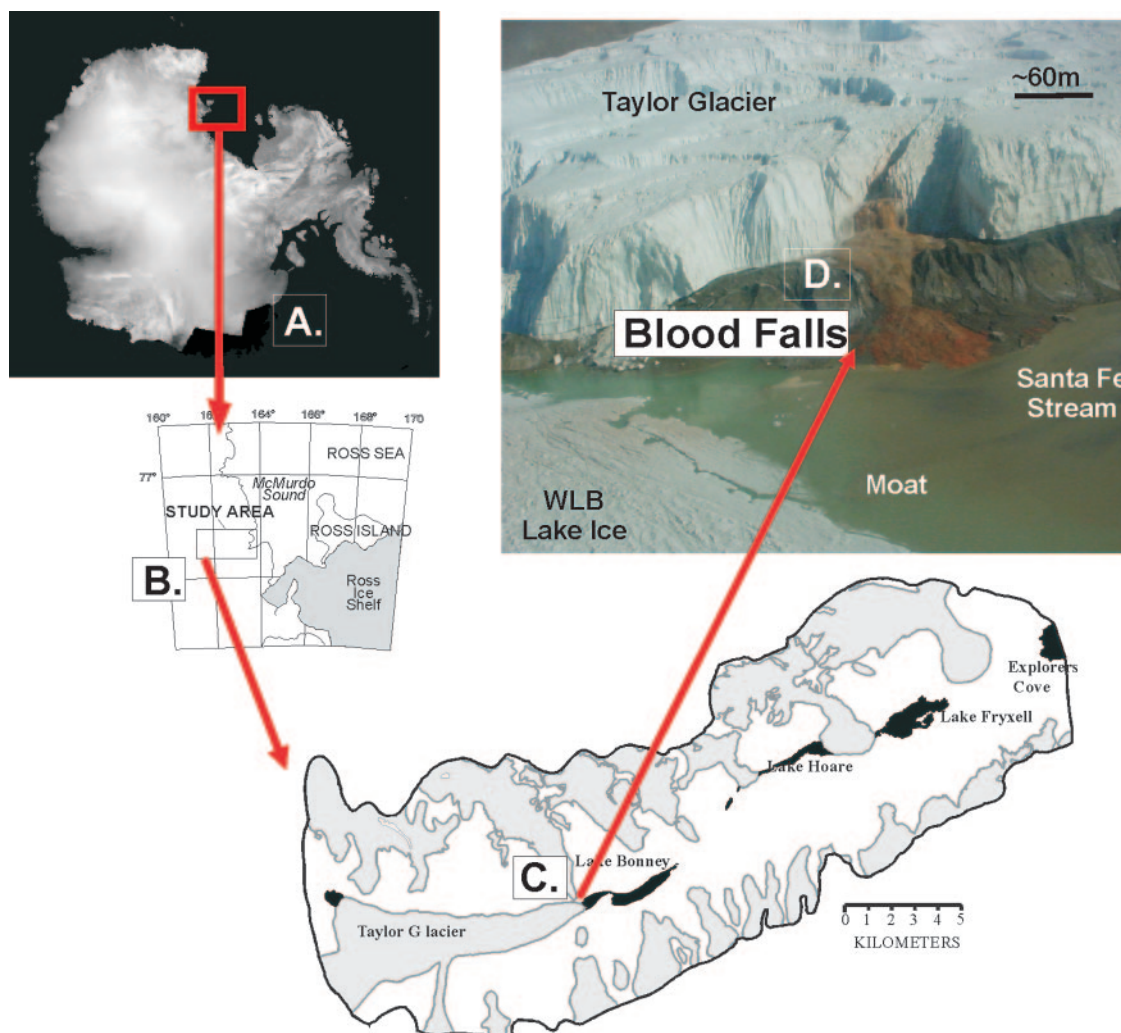 A.
Taylor Glacier
~60m
D.
Blood Falls
Santa Fe
Stream
Moat
WLB
Lake Ice
160°
164°
166°
168°
170
77°
ROSS SEA
McMurdo
Sound
STUDY AREA
ROSS ISLAND
B.
Ross
Ice
Shelf
Explorers
Cove
Lake Fryxell
Lake Hoare
Lake Bonney
C.
Taylor G lacier
0 1 2 3 4 5
KILOMETERS